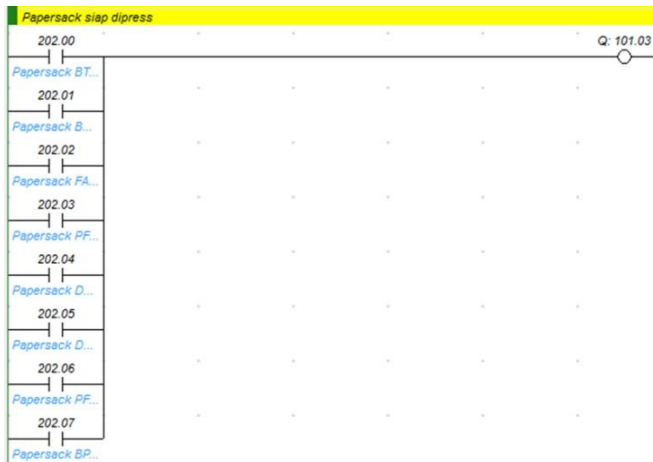 Papersack siap dipress
202.00
Q: 101.03
Papersack BT...
202.01
Papersack B...
202.02
Papersack FA...
202.03
Papersack PF...
202.04
Papersack D...
202.05
Papersack D...
202.06
Papersack PF...
202.07
Papersack BP...